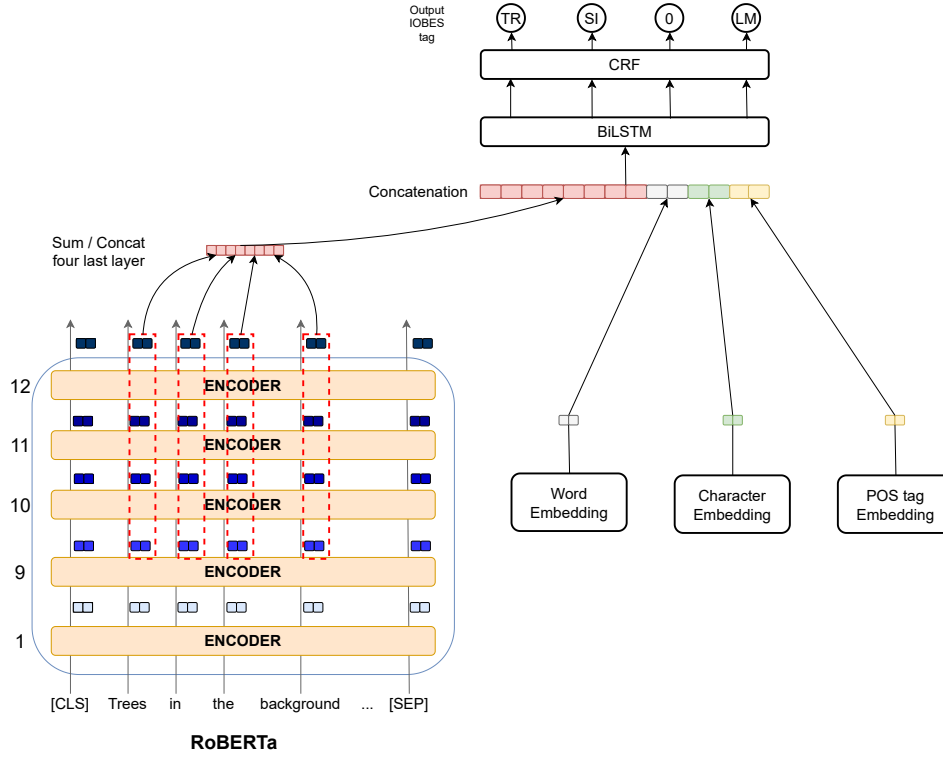 Output
IOBES
tag
TR
SI
0
LM
CRF
BiLSTM
Concatenation
Sum / Concat
four last layer
12
ENCODER
11
ENCODER
10
ENCODER
9
ENCODER
1
ENCODER
[CLS] Trees in the background ... [SEP]
RoBERTa
Word
Embedding
Character
Embedding
POS tag
Embedding